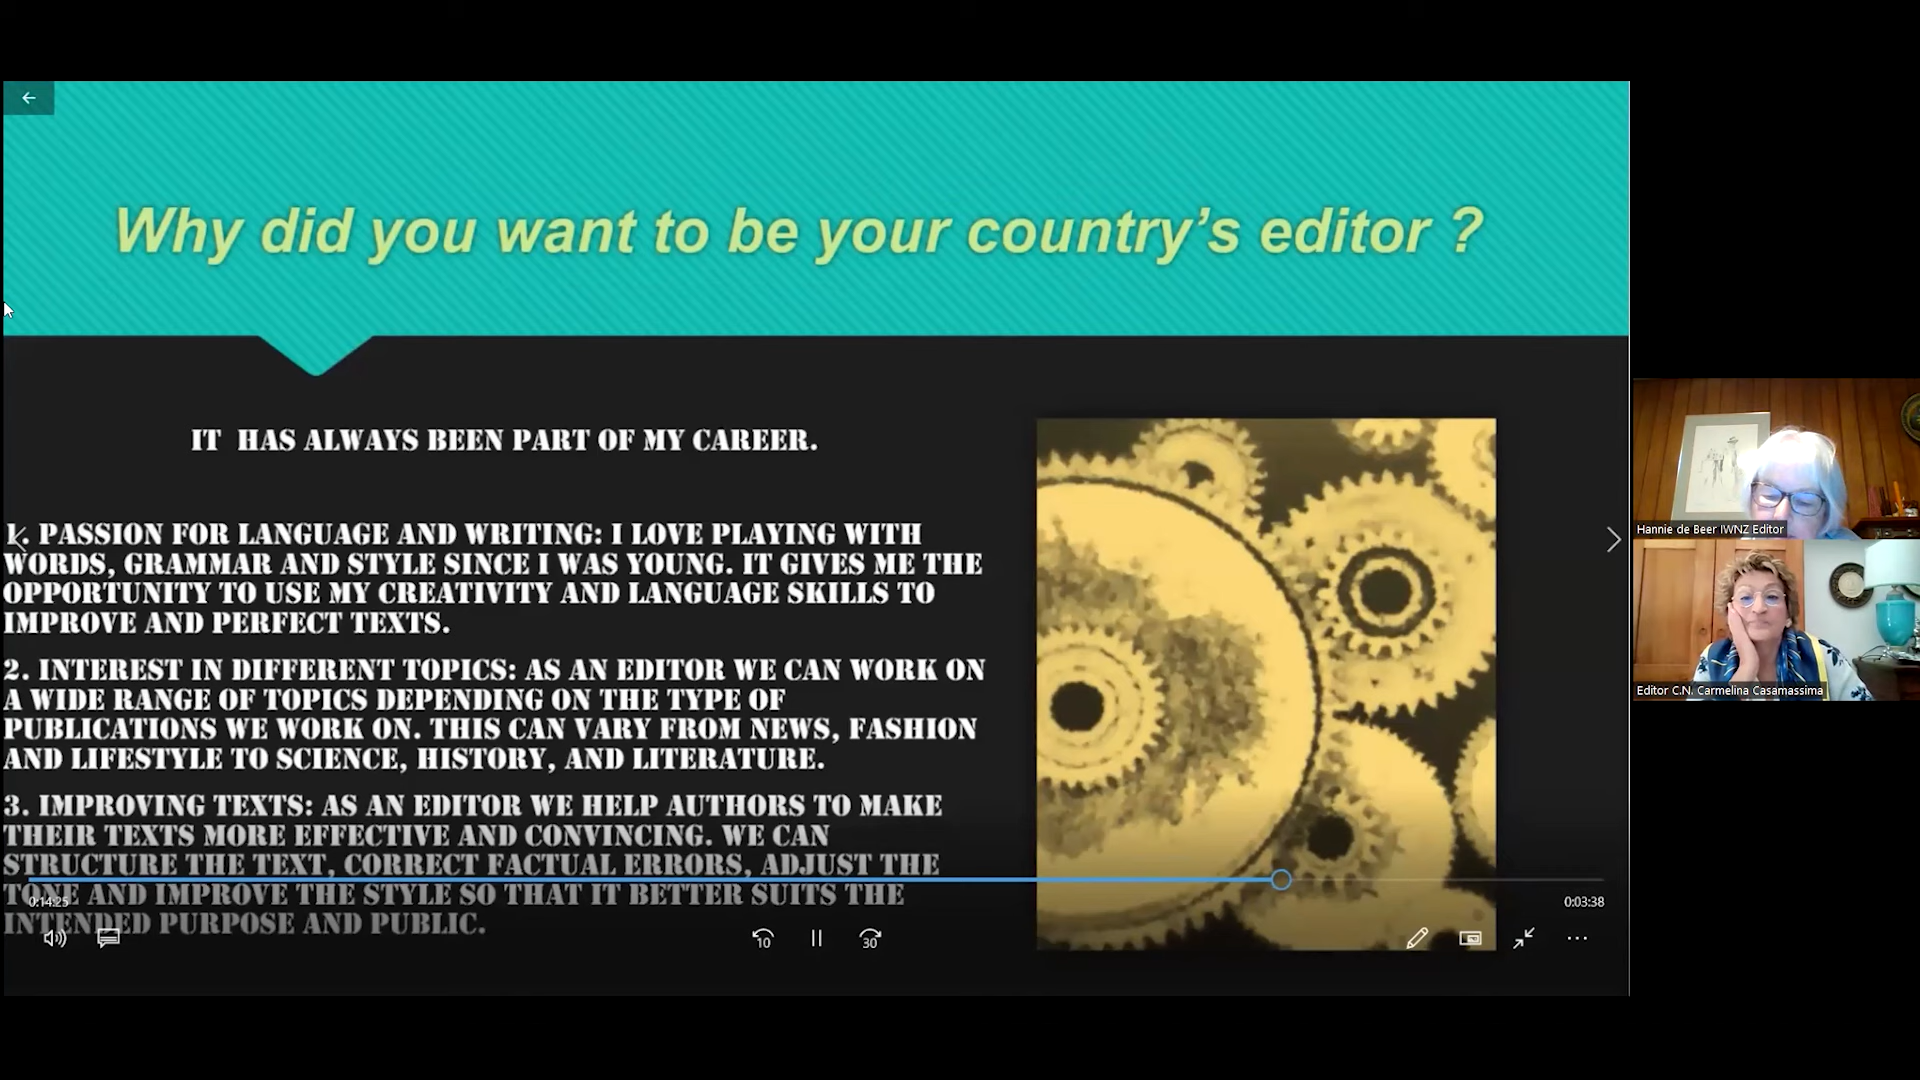 Why did you want to be your country's editor ?
IT HAS ALWAYS BEEN PART OF MY CAREER.
1. PASSION FOR LANGUAGE AND WRITING: I LOVE PLAYING WITH
WORDS, GRAMMAR AND STYLE SINCE I WAS YOUNG. IT GIVES ME THE
OPPORTUNITY TO USE MY CREATIVITY AND LANGUAGE SKILLS TO
IMPROVE AND PERFECT TEXTS.
2. INTEREST IN DIFFERENT TOPICS: AS AN EDITOR WE CAN WORK ON
A WIDE RANGE OF TOPICS DEPENDING ON THE TYPE OF
PUBLICATIONS WE WORK ON. THIS CAN VARY FROM NEWS, FASHION
AND LIFESTYLE TO SCIENCE, HISTORY, AND LITERATURE.
3. IMPROVING TEXTS: AS AN EDITOR WE HELP AUTHORS TO MAKE
THEIR TEXTS MORE EFFECTIVE AND CONVINCING. WE CAN
STRUCTURE THE TEXT, CORRECT FACTUAL ERRORS, ADJUST THE
TONE AND IMPROVE THE STYLE SO THAT IT BETTER SUITS THE
INTENDED PURPOSE AND PUBLIC.
0:14:25
0:03:38
10
30
Hannie de Beer IWNZ Editor
Editor C.N. Carmelina Casamassima